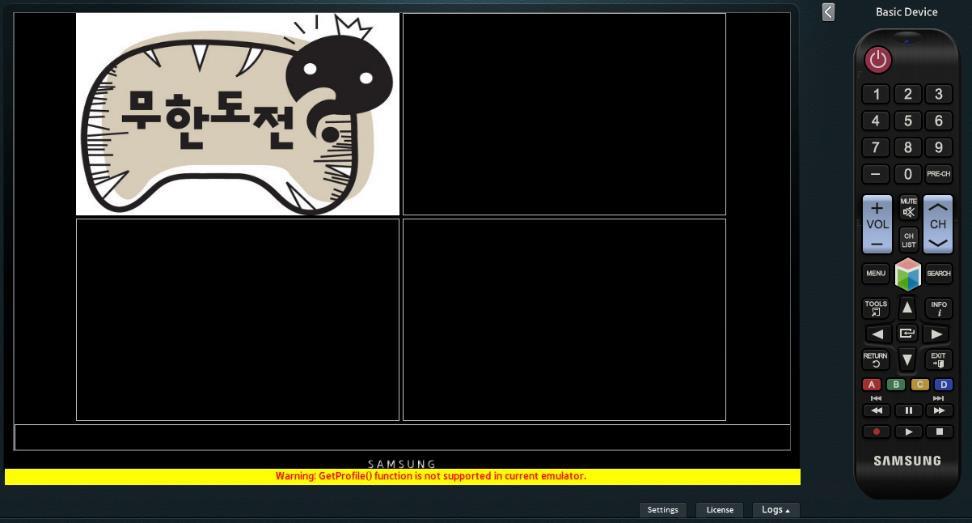 Basic Device
무한도전
1 2 3
4 5 6
7 8 9
– 0 PRE-CH
+ MUTE
VOL CH
– CH LIST
MENU SEARCH
TOOLS INFO
i
RETURN EXIT
A B C D
SAMSUNG
SAMSUNG
Warning: GetProfile() function is not supported in current emulator.
Settings License Logs